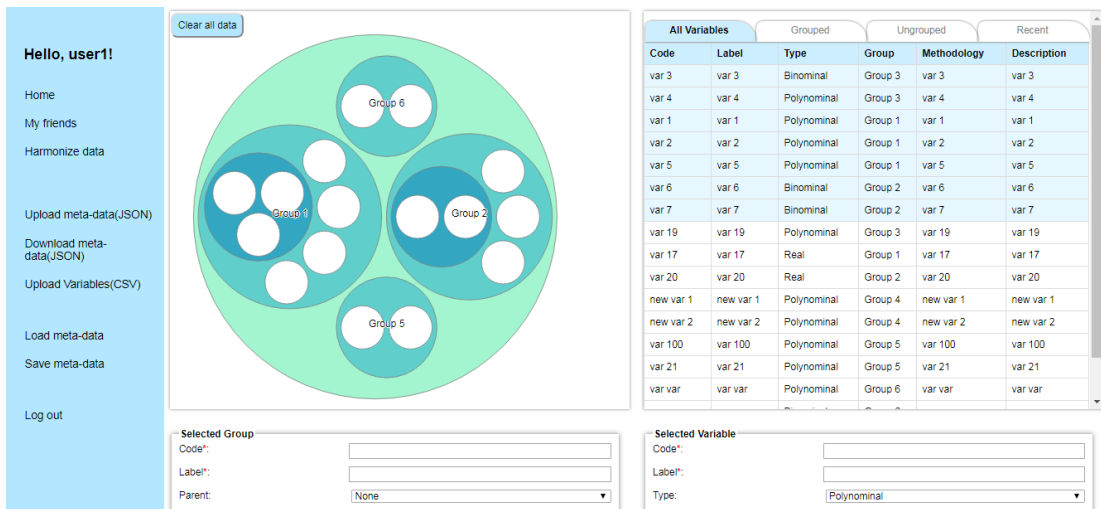 Hello, user1!
Home
My friends
Harmonize data
Upload meta-data(JSON)
Download meta-
data(JSON)
Upload Variables(CSV)
Load meta-data
Save meta-data
Log out
Clear all data
Group 6
Group 1
Group 2
Group 5
All Variables Grouped Ungrouped Recent
Code Label Type Group Methodology Description
var 3 var 3 Binominal Group 3 var 3 var 3
var 4 var 4 Polynominal Group 3 var 4 var 4
var 1 var 1 Polynominal Group 1 var 1 var 1
var 2 var 2 Polynominal Group 1 var 2 var 2
var 5 var 5 Polynominal Group 1 var 5 var 5
var 6 var 6 Binominal Group 2 var 6 var 6
var 7 var 7 Binominal Group 2 var 7 var 7
var 19 var 19 Polynominal Group 3 var 19 var 19
var 17 var 17 Real Group 1 var 17 var 17
var 20 var 20 Real Group 2 var 20 var 20
new var 1 new var 1 Polynominal Group 4 new var 1 new var 1
new var 2 new var 2 Polynominal Group 4 new var 2 new var 2
var 100 var 100 Polynominal Group 5 var 100 var 100
var 21 var 21 Polynominal Group 5 var 21 var 21
var var var var Polynominal Group 6 var var var var
Selected Group
Code*:
Label*:
Parent: None
Selected Variable
Code*:
Label*:
Type: Polynominal